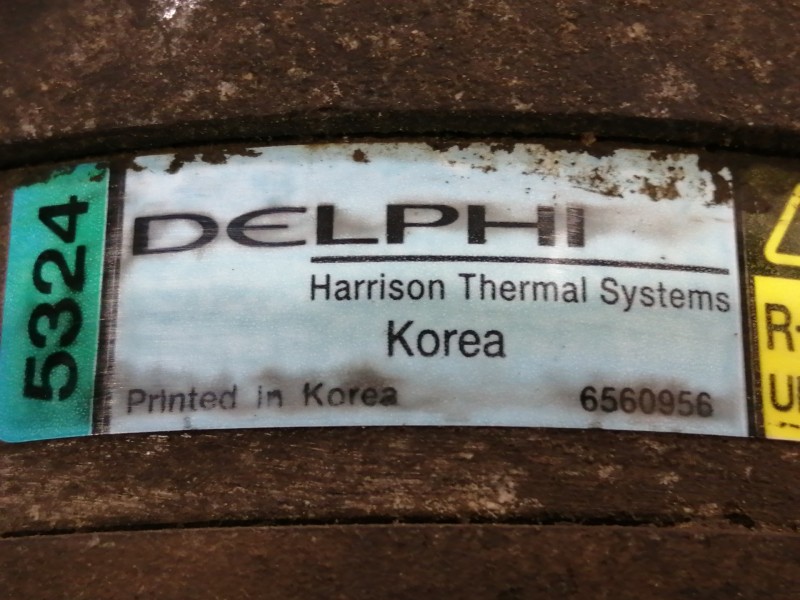 5324
DELPHI
Harrison Thermal Systems
Korea
Printed in Korea 6560956
R-